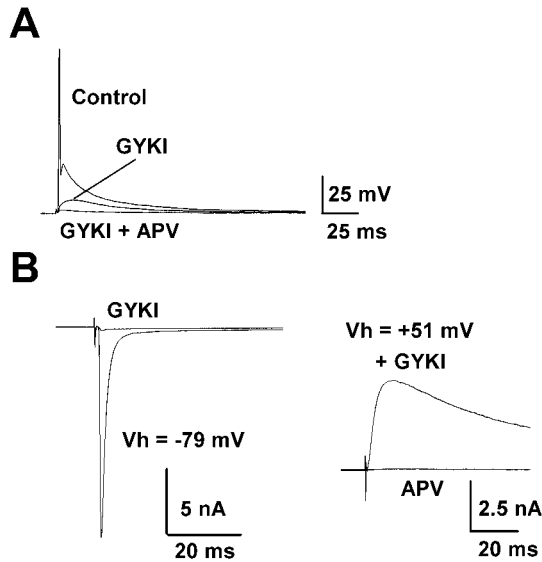 A
Control
GYKI
GYKI + APV
25 mV
25 ms
B
GYKI
Vh = -79 mV
5 nA
20 ms
Vh = +51 mV
+ GYKI
APV
2.5 nA
20 ms